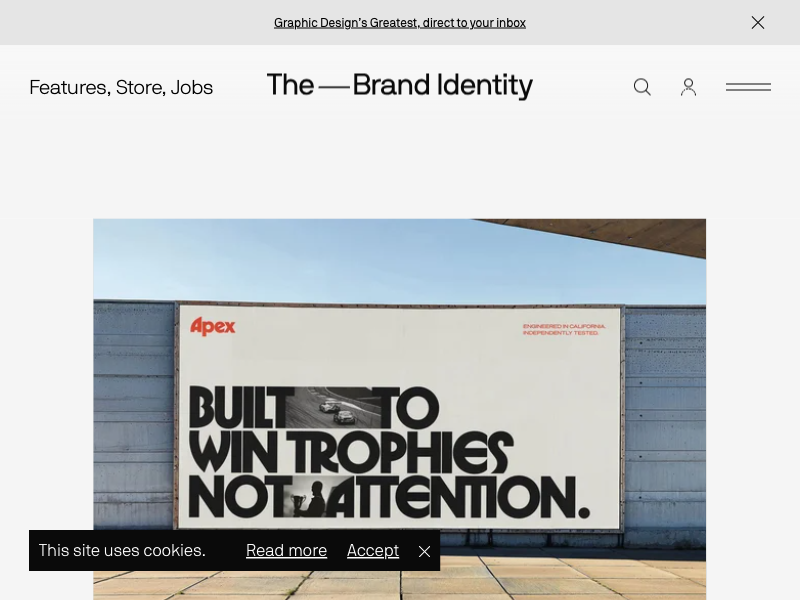 Graphic Design's Greatest, direct to your inbox
Features, Store, Jobs
The — Brand Identity
Apex
ENGINEERED IN CALIFORNIA.
INDEPENDENTLY TESTED.
BUILT TO
WIN TROPHIES
NOT ATTENTION.
This site uses cookies. Read more Accept